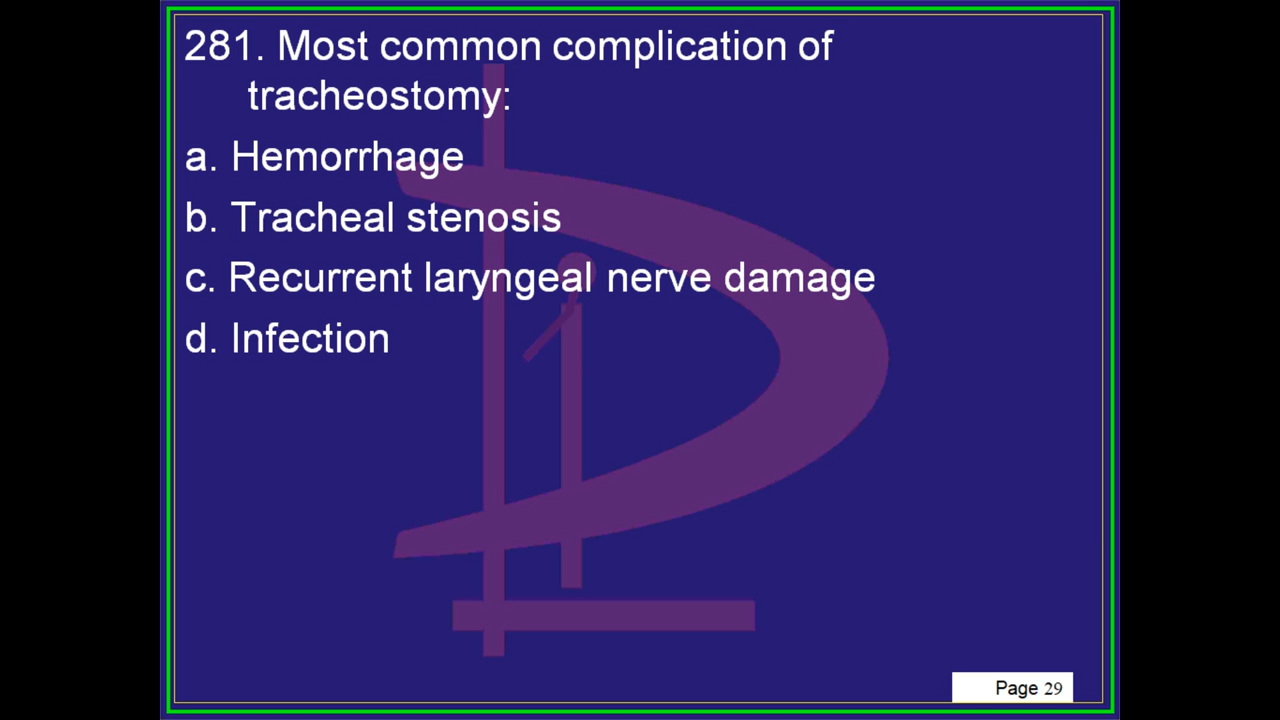 281. Most common complication of
tracheostomy:
a. Hemorrhage
b. Tracheal stenosis
c. Recurrent laryngeal nerve damage
d. Infection
Page 29